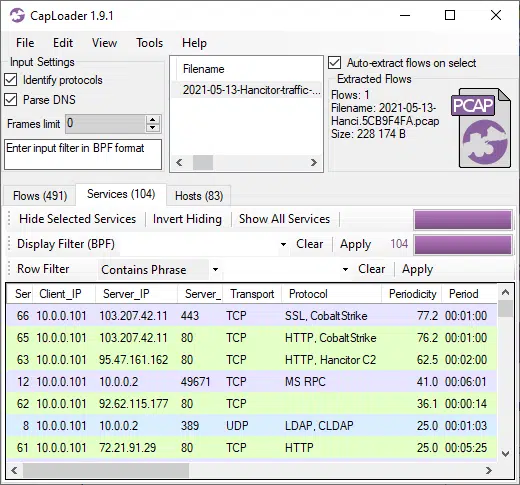 CapLoader 1.9.1
File Edit View Tools Help
Input Settings
Identify protocols
Parse DNS
Frames limit 0
Enter input filter in BPF format
Filename
2021-05-13-Hancitor-traffic-...
Auto-extract flows on select
Extracted Flows
Flows: 1
Filename: 2021-05-13-
Hanci.5CB9F4FA.pcap
Size: 228 174 B
PCAP
Flows (491) Services (104) Hosts (83)
Hide Selected Services Invert Hiding Show All Services
Display Filter (BPF) Clear Apply 104
Row Filter Contains Phrase Clear Apply
Ser Client_IP Server_IP Server_ Transport Protocol Periodicity Period
66 10.0.0.101 103.207.42.11 443 TCP SSL, CobaltStrike 77.2 00:01:00
65 10.0.0.101 103.207.42.11 80 TCP HTTP, CobaltStrike 76.2 00:01:00
63 10.0.0.101 95.47.161.162 80 TCP HTTP, Hancitor C2 62.5 00:02:00
12 10.0.0.101 10.0.0.2 49671 TCP MS RPC 41.0 00:06:01
62 10.0.0.101 92.62.115.177 80 TCP 36.1 00:00:14
8 10.0.0.101 10.0.0.2 389 UDP LDAP, CLDAP 25.0 00:01:03
61 10.0.0.101 72.21.91.29 80 TCP HTTP 25.0 00:05:25